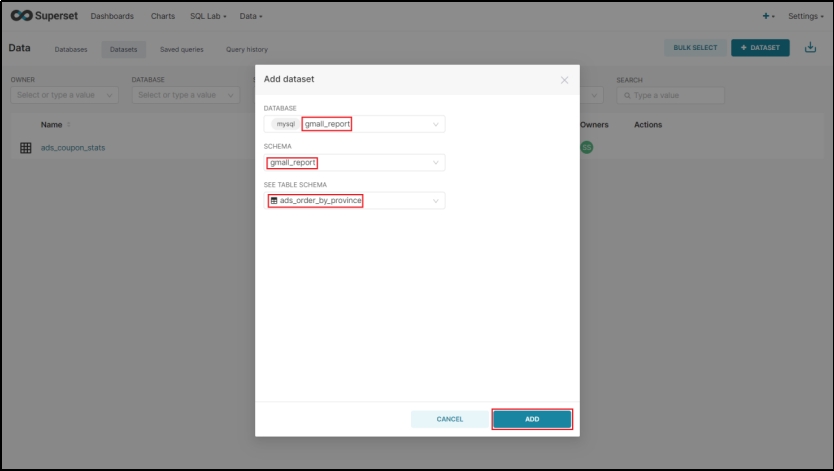 Superset Dashboards Charts SQL Lab Data Settings
Data Databases Datasets Saved queries Query history BULK SELECT + DATASET
OWNER DATABASE S SEARCH
Select or type a value Select or type a value Type a value
Name Owners Actions
ads_coupon_stats SS
Add dataset
DATABASE
mysql gmall_report
SCHEMA
gmall_report
SEE TABLE SCHEMA
ads_order_by_province
CANCEL ADD